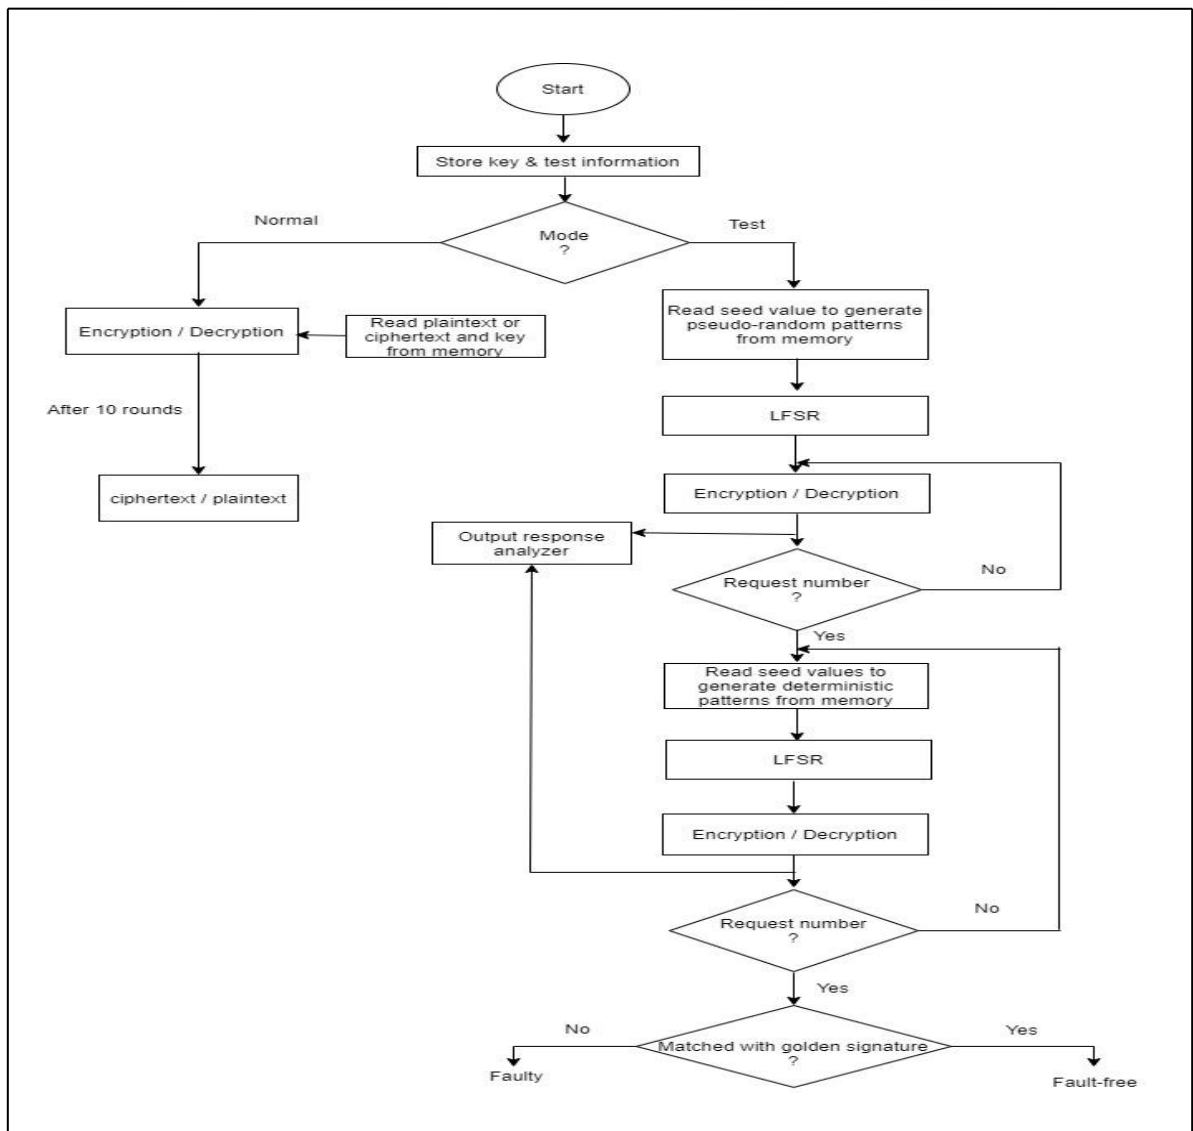 Start
Store key & test information
Normal
Mode
?
Test
Encryption / Decryption
Read plaintext or
ciphertext and key
from memory
Read seed value to generate
pseudo-random patterns
from memory
After 10 rounds
LFSR
ciphertext / plaintext
Encryption / Decryption
Output response
analyzer
Request number
?
No
Yes
Read seed values to
generate deterministic
patterns from memory
LFSR
Encryption / Decryption
Request number
?
No
Yes
No
Matched with golden signature
?
Yes
Faulty
Fault-free